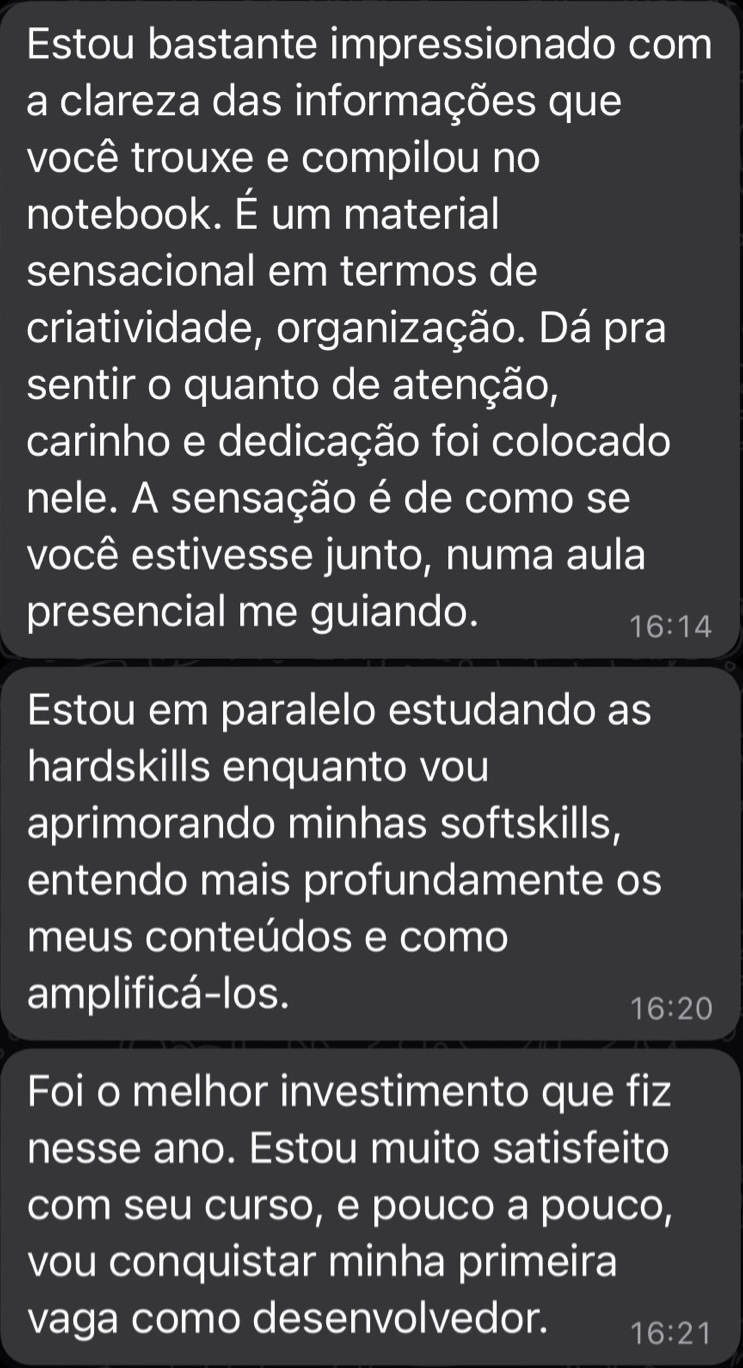 Estou bastante impressionado com
a clareza das informações que
você trouxe e compilou no
notebook. É um material
sensacional em termos de
criatividade, organização. Dá pra
sentir o quanto de atenção,
carinho e dedicação foi colocado
nele. A sensação é de como se
você estivesse junto, numa aula
presencial me guiando.
16:14
Estou em paralelo estudando as
hardskills enquanto vou
aprimorando minhas softskills,
entendo mais profundamente os
meus conteúdos e como
amplificá-los.
16:20
Foi o melhor investimento que fiz
nesse ano. Estou muito satisfeito
com seu curso, e pouco a pouco,
vou conquistar minha primeira
vaga como desenvolvedor.
16:21